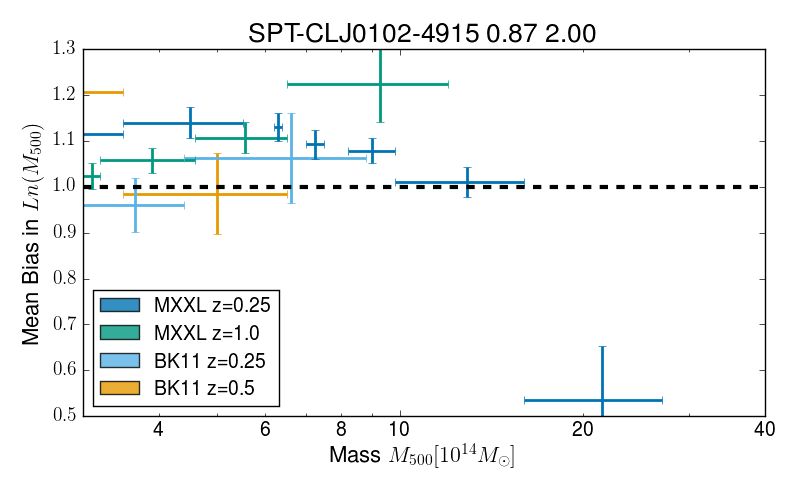 SPT-CLJ0102-4915 0.87 2.00
Mean Bias in Ln(M₅₀₀)
1.3
1.2
1.1
1.0
0.9
0.8
0.7
0.6
0.5
MXXL z=0.25
MXXL z=1.0
BK11 z=0.25
BK11 z=0.5
4 6 8 10 20 40
Mass M₅₀₀[10¹⁴M☉]